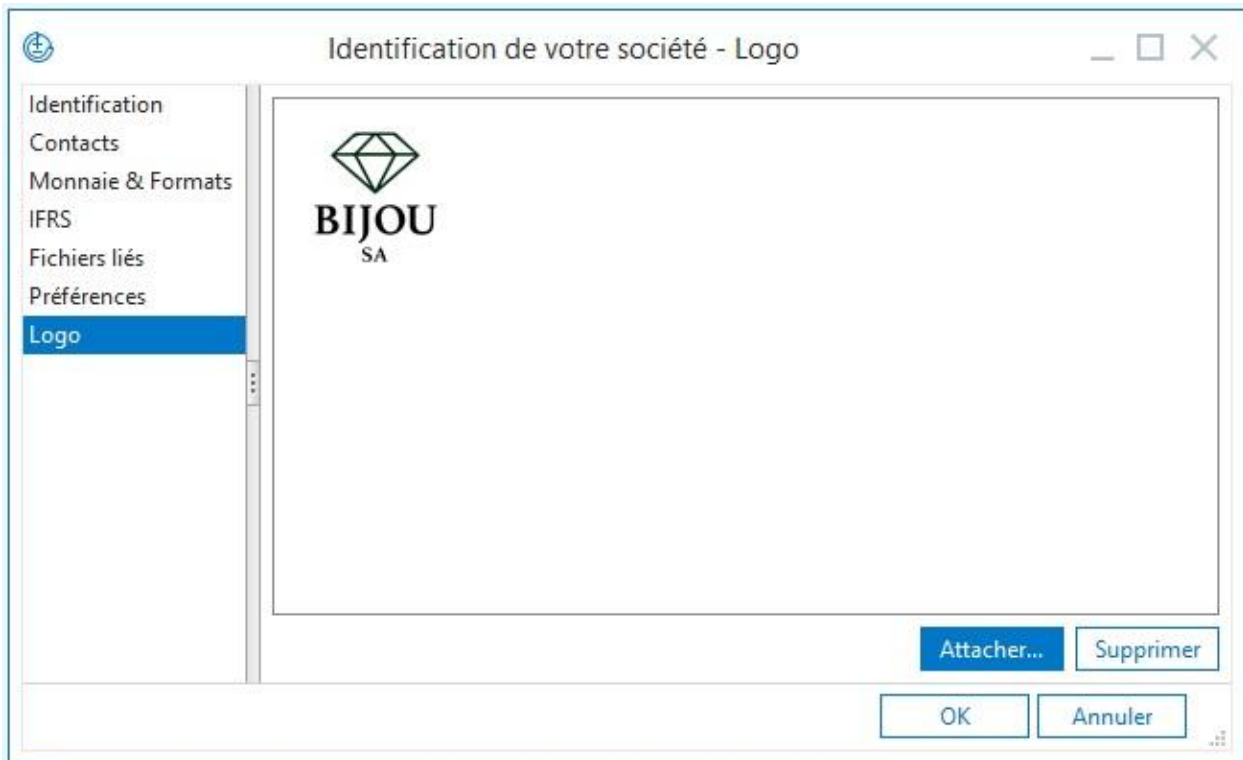 Identification de votre société - Logo
Identification
Contacts
Monnaie & Formats
IFRS
Fichiers liés
Préférences
Logo
BIJOU
SA
Attacher...
Supprimer
OK
Annuler